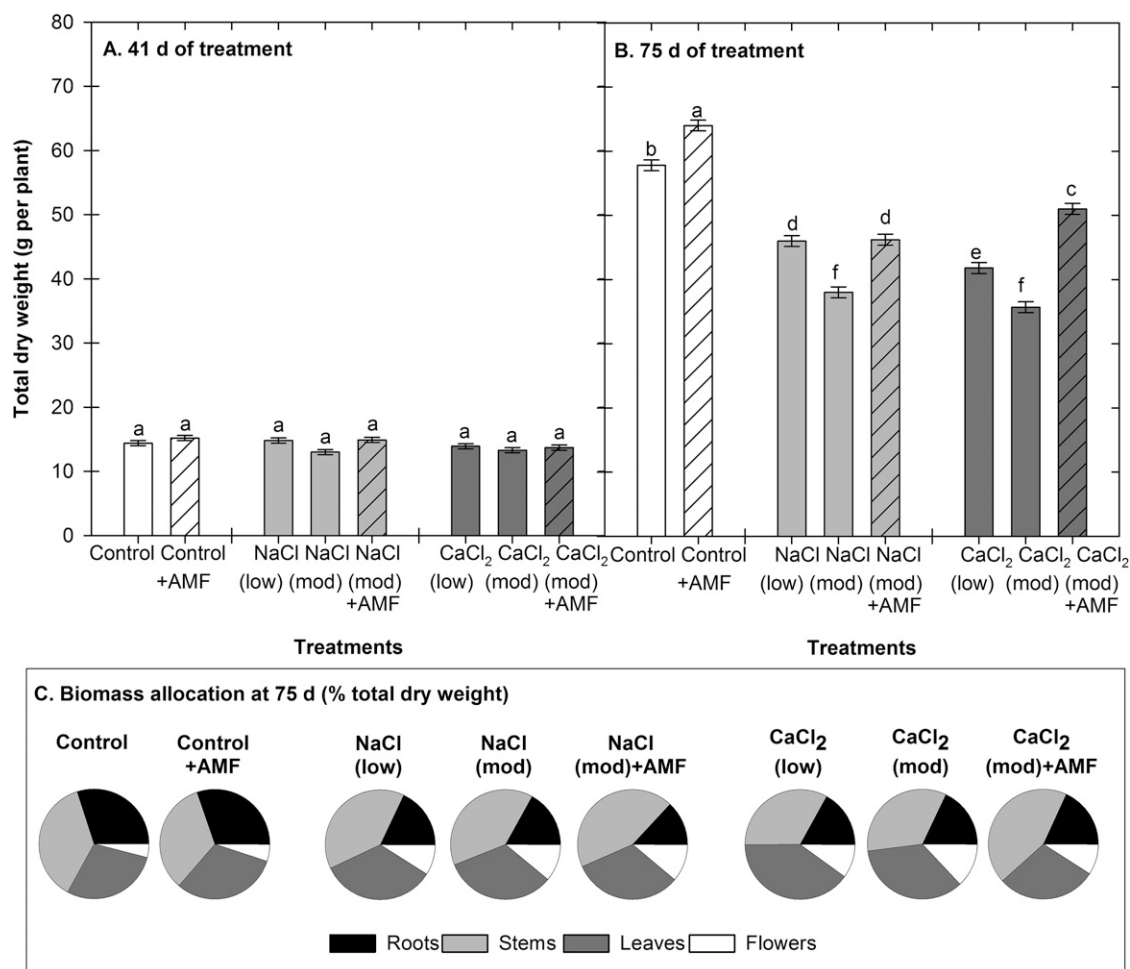 A. 41 d of treatment
B. 75 d of treatment
Total dry weight (g per plant)
80
70
60
50
40
30
20
10
0
a a a a a a a a
b a d f d e f c
Control Control NaCl NaCl NaCl CaCl₂ CaCl₂ CaCl₂
+AMF (low) (mod) (mod) (low) (mod) (mod)
+AMF +AMF
Control Control NaCl NaCl NaCl CaCl₂ CaCl₂ CaCl₂
+AMF (low) (mod) (mod) (low) (mod) (mod)
+AMF +AMF
Treatments Treatments
C. Biomass allocation at 75 d (% total dry weight)
Control
Control
+AMF
NaCl
(low)
NaCl
(mod)
NaCl
(mod)+AMF
CaCl₂
(low)
CaCl₂
(mod)
CaCl₂
(mod)+AMF
Roots Stems Leaves Flowers